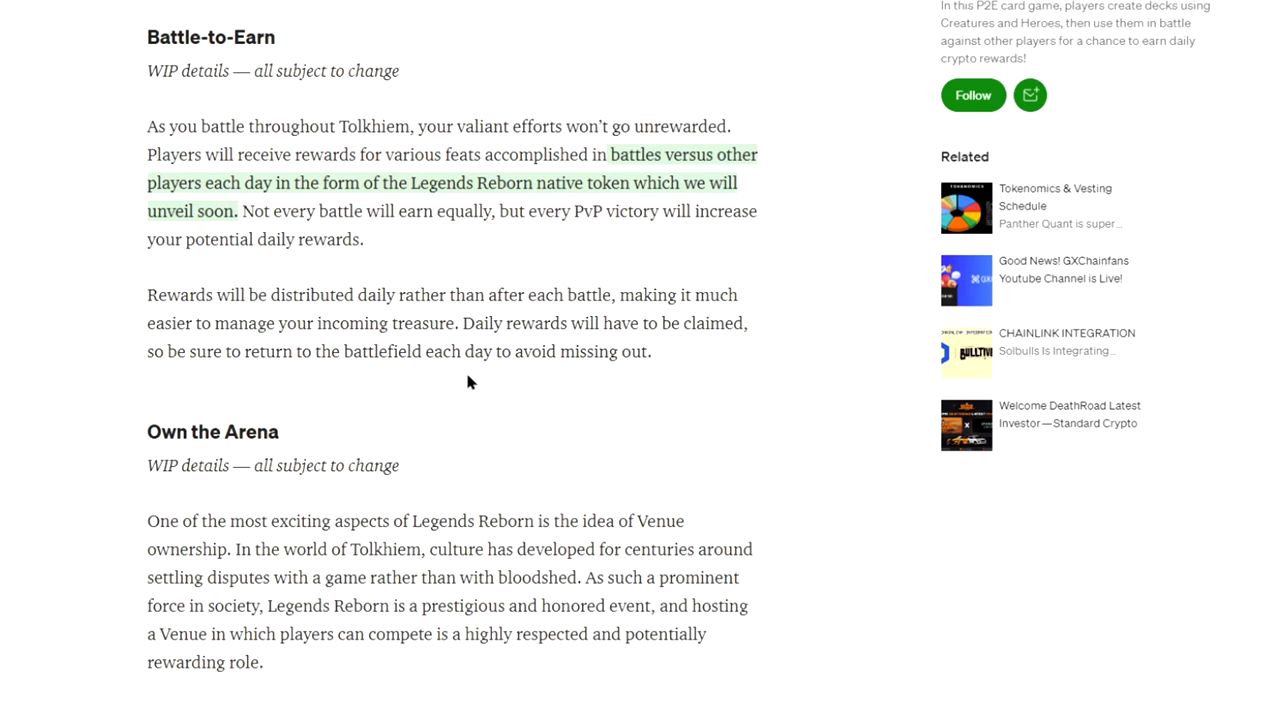 Battle-to-Earn
WIP details — all subject to change
As you battle throughout Tolkhiem, your valiant efforts won't go unrewarded.
Players will receive rewards for various feats accomplished in battles versus other
players each day in the form of the Legends Reborn native token which we will
unveil soon. Not every battle will earn equally, but every PvP victory will increase
your potential daily rewards.
Rewards will be distributed daily rather than after each battle, making it much
easier to manage your incoming treasure. Daily rewards will have to be claimed,
so be sure to return to the battlefield each day to avoid missing out.
Own the Arena
WIP details — all subject to change
One of the most exciting aspects of Legends Reborn is the idea of Venue
ownership. In the world of Tolkhiem, culture has developed for centuries around
settling disputes with a game rather than with bloodshed. As such a prominent
force in society, Legends Reborn is a prestigious and honored event, and hosting
a Venue in which players can compete is a highly respected and potentially
rewarding role.
In this P2E card game, players create decks using
Creatures and Heroes, then use them in battle
against other players for a chance to earn daily
crypto rewards!
Follow
Related
TOKENOMICS
Tokenomics & Vesting
Schedule
Panther Quant is super...
Good News! GXChainfans
Youtube Channel is Live!
CHAINLINK INTEGRATION
Solbulls Is Integrating...
Welcome DeathRoad Latest
Investor — Standard Crypto